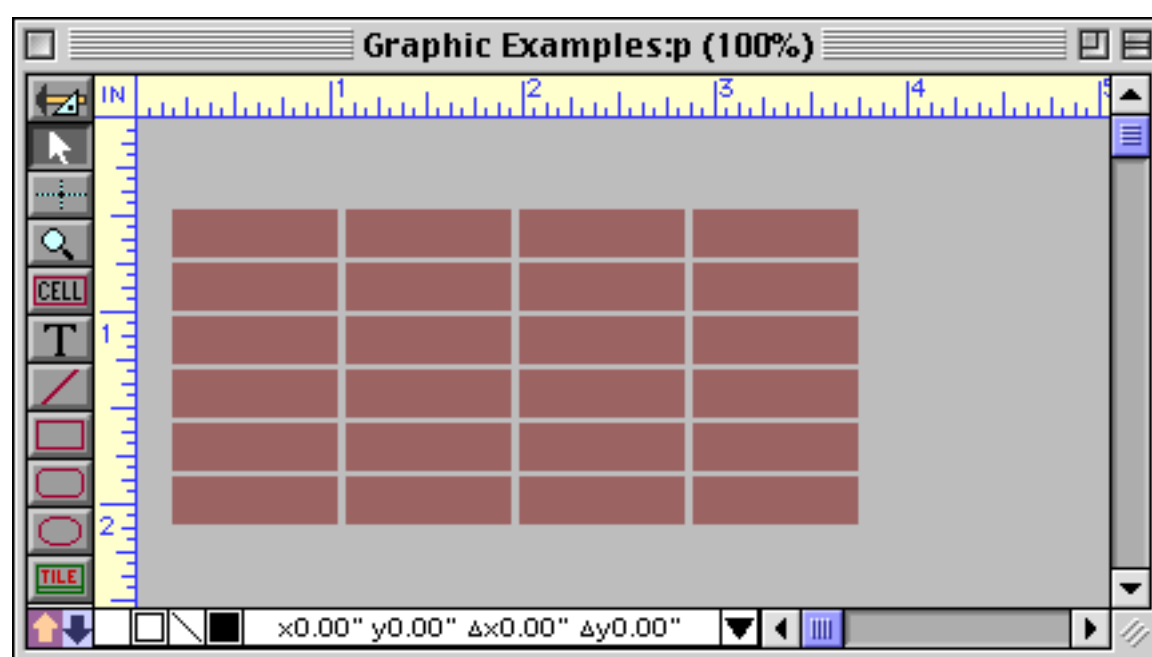 Graphic Examples:p (100%)
IN 1 2 3 4 5
CELL
T
1
2
TILE
x0.00" y0.00" Δx0.00" Δy0.00"